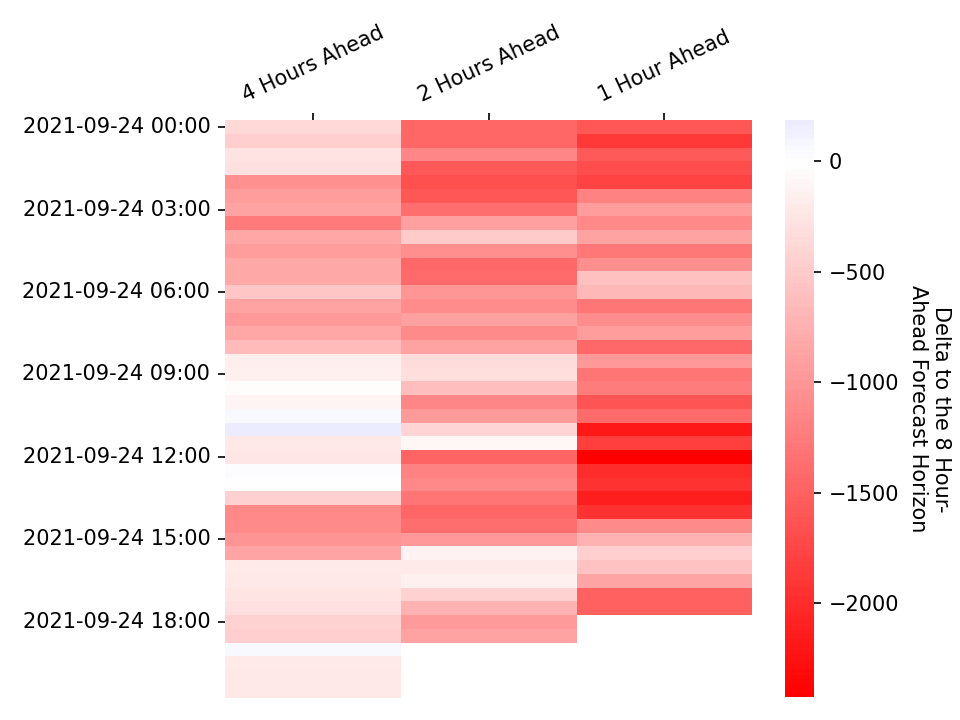 4 Hours Ahead
2 Hours Ahead
1 Hour Ahead
2021-09-24 00:00
2021-09-24 03:00
2021-09-24 06:00
2021-09-24 09:00
2021-09-24 12:00
2021-09-24 15:00
2021-09-24 18:00
0
−500
−1000
−1500
−2000
Delta to the 8 Hour-
Ahead Forecast Horizon